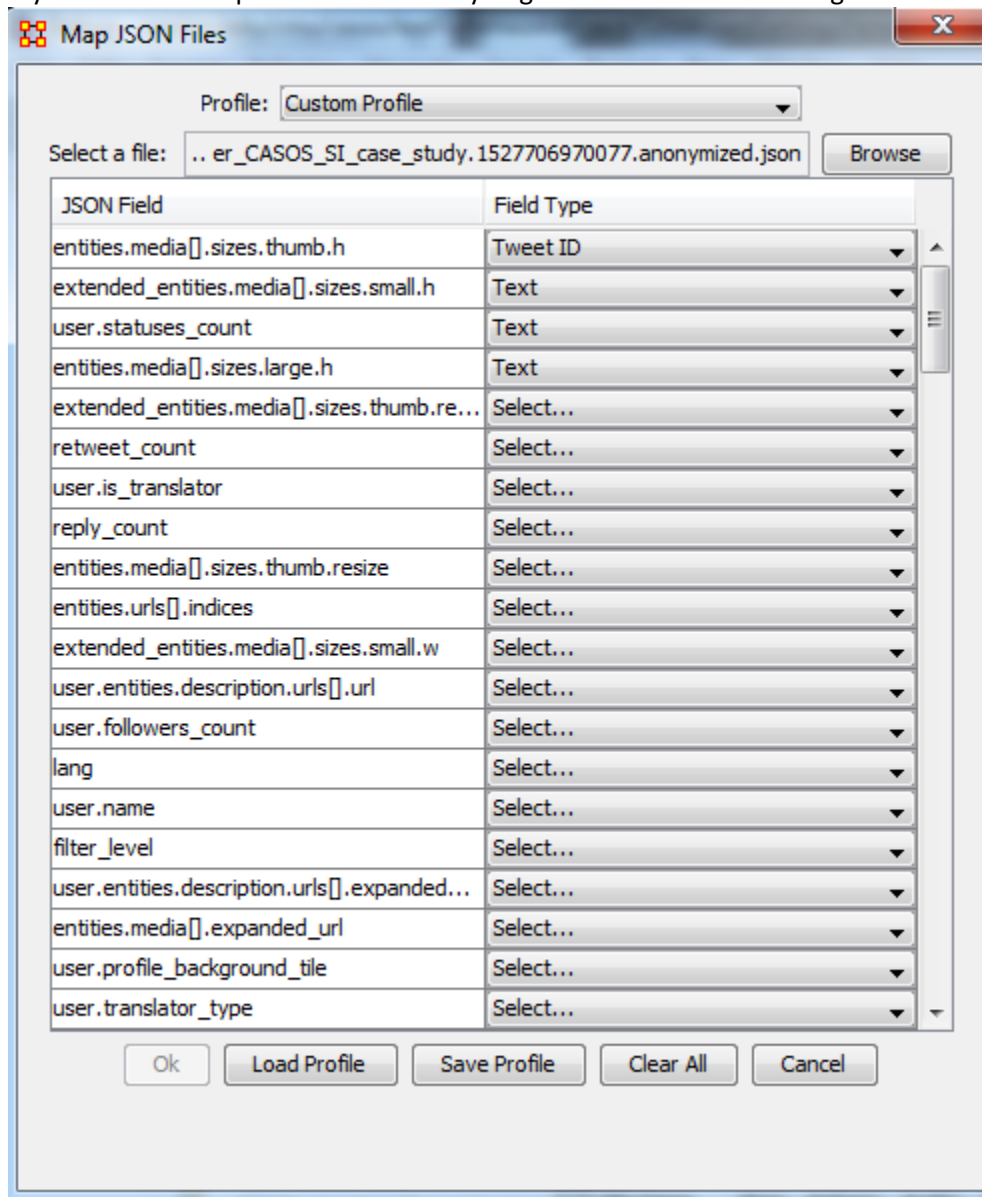 Map JSON Files
Profile: Custom Profile
Select a file: .. er_CASOS_SI_case_study.1527706970077.anonymized.json Browse
JSON Field Field Type
entities.media[].sizes.thumb.h Tweet ID
extended_entities.media[].sizes.small.h Text
user.statuses_count Text
entities.media[].sizes.large.h Text
extended_entities.media[].sizes.thumb.re... Select...
retweet_count Select...
user.is_translator Select...
reply_count Select...
entities.media[].sizes.thumb.resize Select...
entities.urls[].indices Select...
extended_entities.media[].sizes.small.w Select...
user.entities.description.urls[].url Select...
user.followers_count Select...
lang Select...
user.name Select...
filter_level Select...
user.entities.description.urls[].expanded... Select...
entities.media[].expanded_url Select...
user.profile_background_tile Select...
user.translator_type Select...
Ok Load Profile Save Profile Clear All Cancel